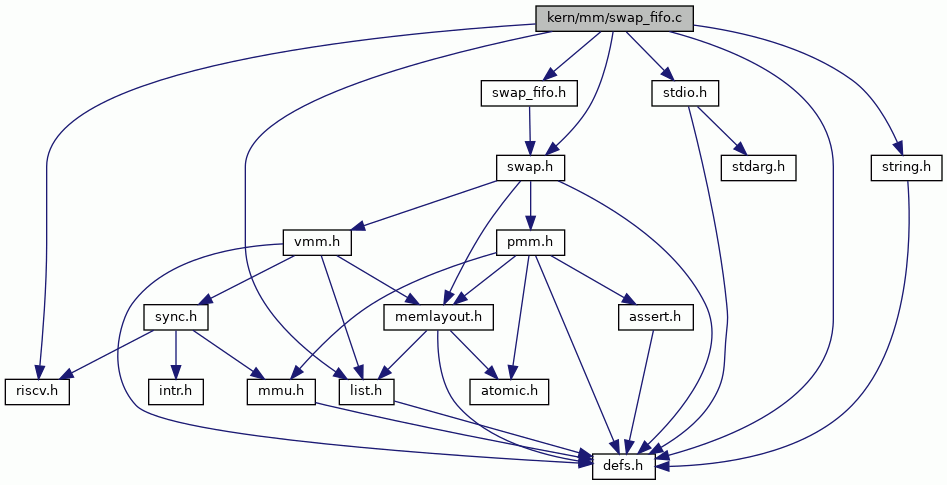 kern/mm/swap_fifo.c
swap_fifo.h
stdio.h
swap.h
stdarg.h
string.h
vmm.h
pmm.h
sync.h
memlayout.h
assert.h
riscv.h
intr.h
mmu.h
list.h
atomic.h
defs.h